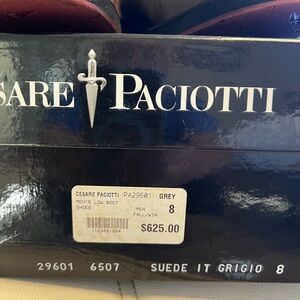 SARE PACIOTTI
CESARE PACIOTTI PA29601 GREY
MEN'S LOW BOOT
SHOES MEN 8
FALL/WIN
$625.00
29601 6507 SUEDE IT GRIGIO 8